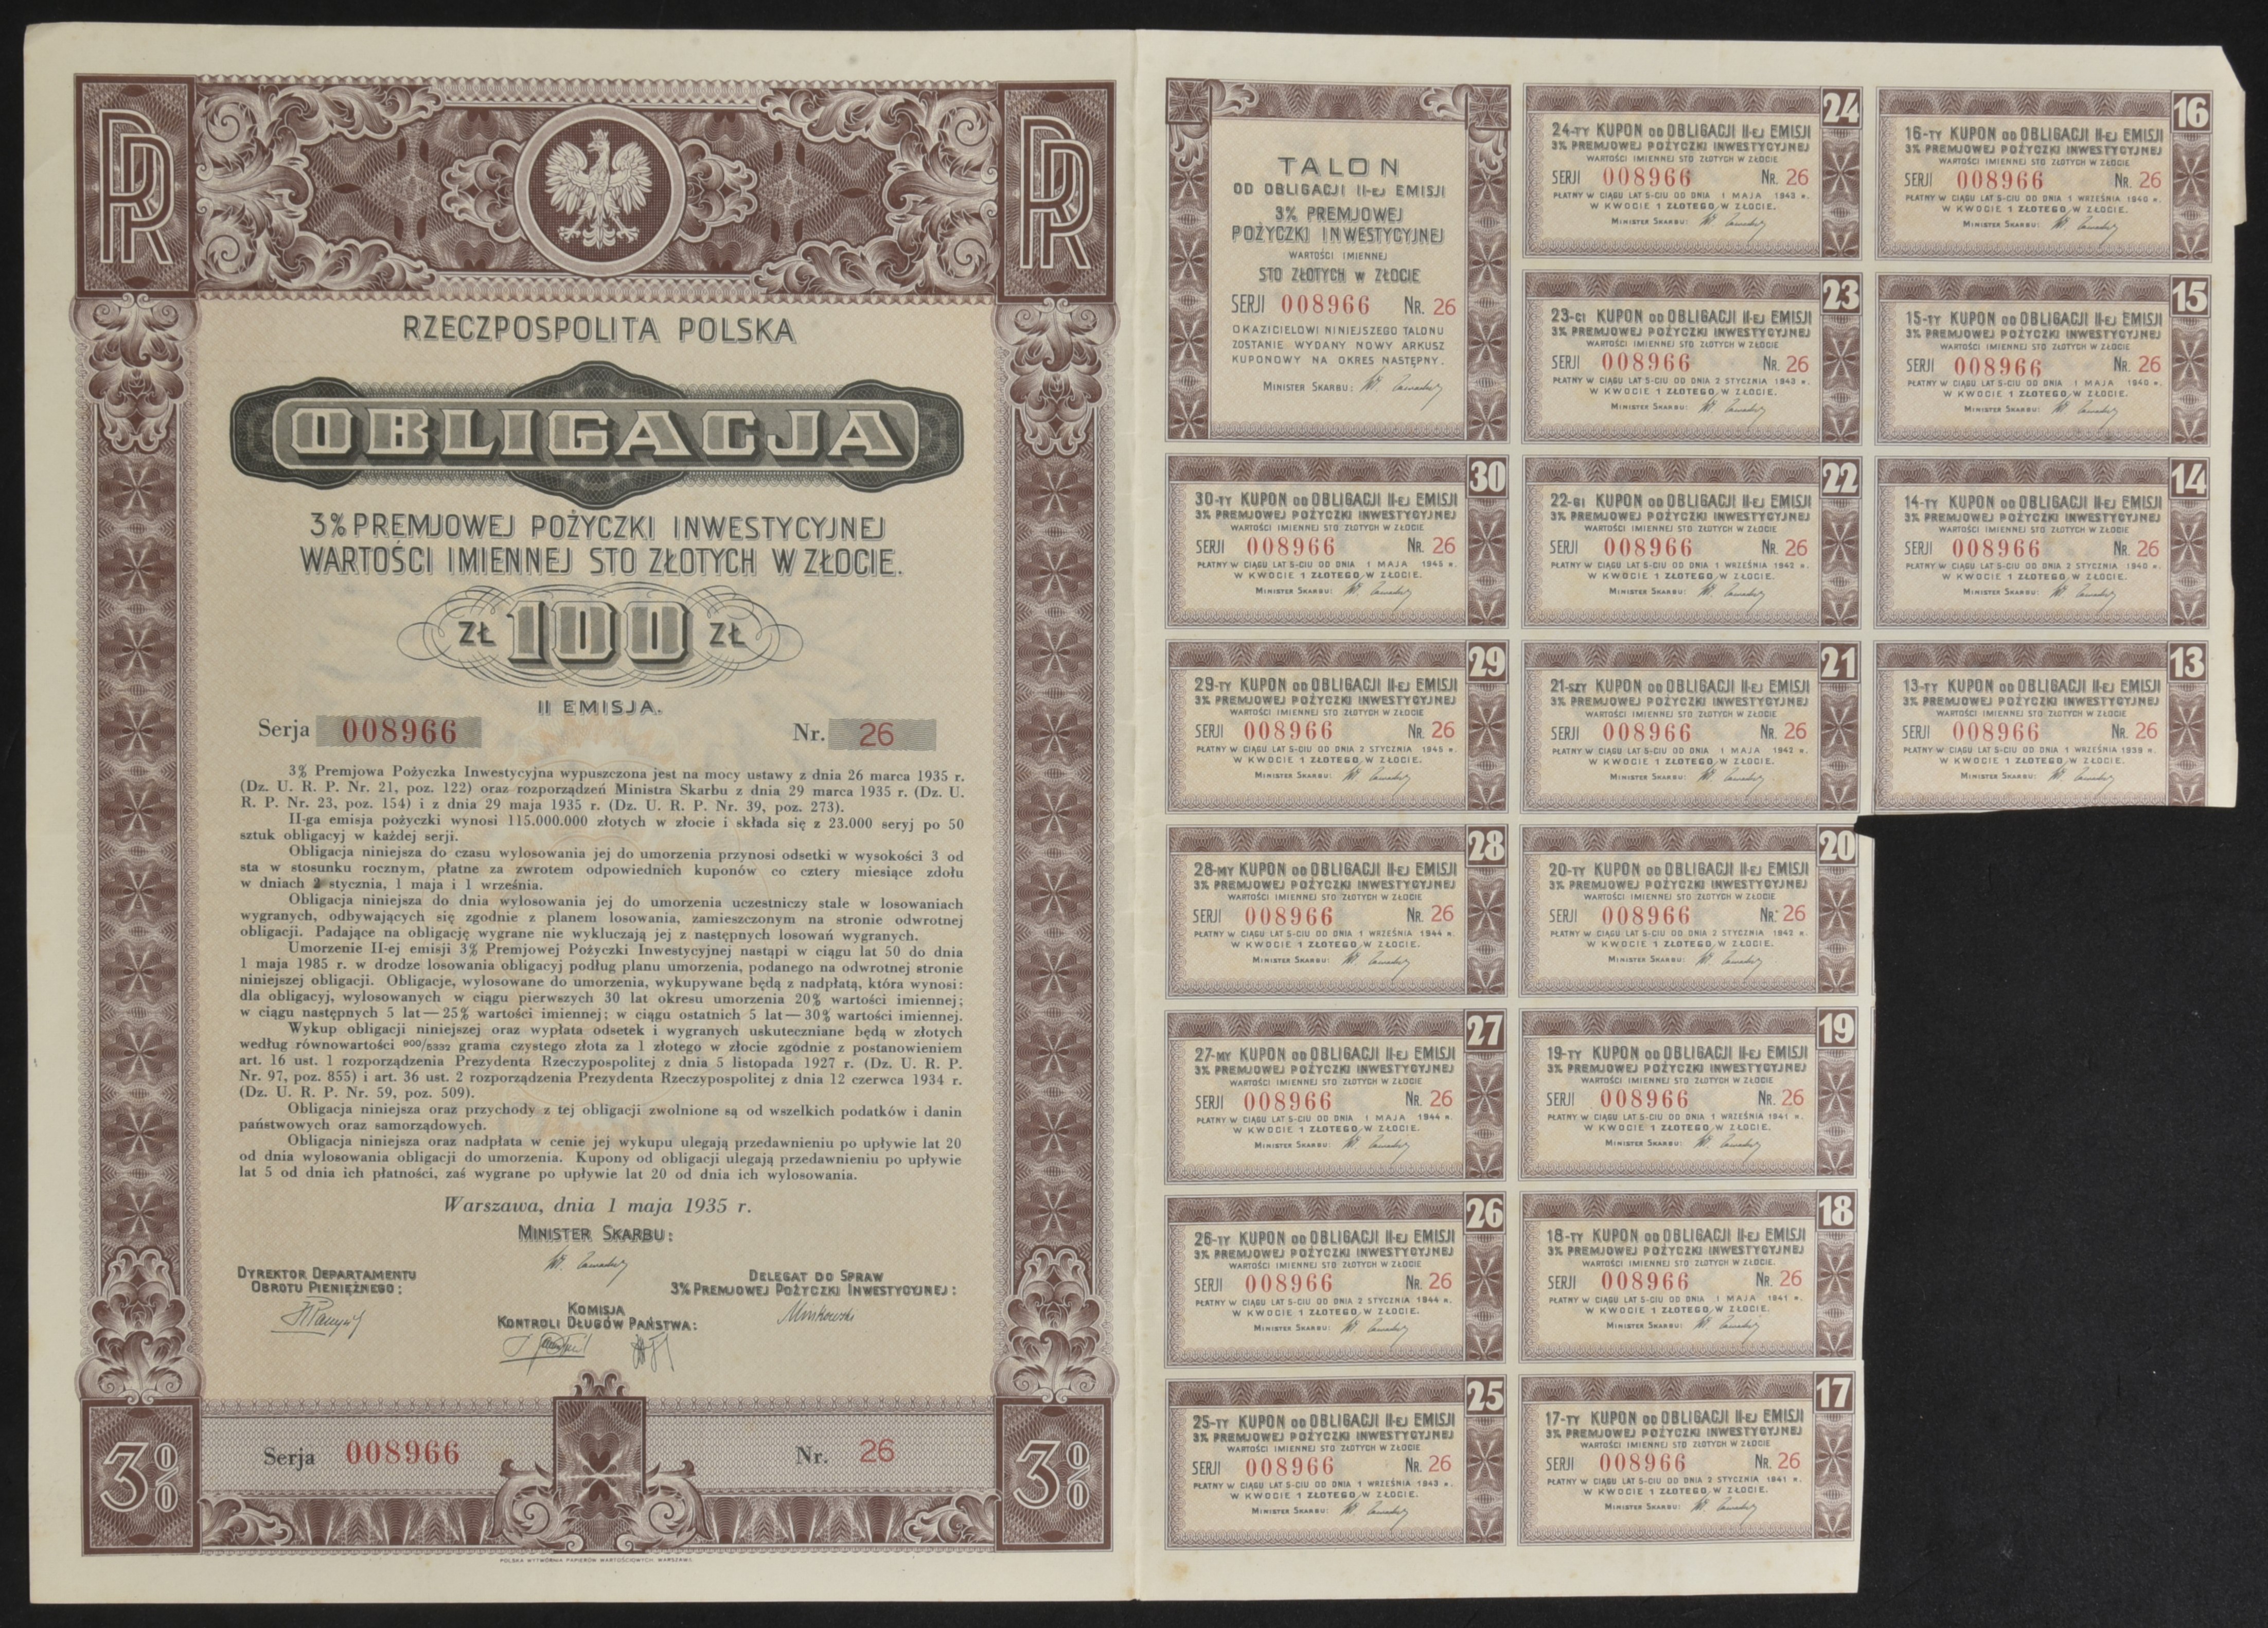 RP
RP
RZECZPOSPOLITA POLSKA
OBLIGACJA
3% PREMJOWEJ POŻYCZKI INWESTYCYJNEJ
WARTOŚCI IMIENNEJ STO ZŁOTYCH W ZŁOCIE.
ZŁ 100 ZŁ
II EMISJA.
Serja 008966 Nr. 26
3% Premjowa Pożyczka Inwestycyjna wypuszczona jest na mocy ustawy z dnia 26 marca 1935 r.
(Dz. U. R. P. Nr. 21, poz. 122) oraz rozporządzeń Ministra Skarbu z dnia 29 marca 1935 r. (Dz. U.
R. P. Nr. 23, poz. 154) i z dnia 29 maja 1935 r. (Dz. U. R. P. Nr. 39, poz. 273).
II-ga emisja pożyczki wynosi 115.000.000 złotych w złocie i składa się z 23.000 seryj po 50
sztuk obligacyj w każdej serji.
Obligacja niniejsza do czasu wylosowania jej do umorzenia przynosi odsetki w wysokości 3 od
sta w stosunku rocznym, płatne za zwrotem odpowiednich kuponów co cztery miesiące zdołu
w dniach 2 stycznia, 1 maja i 1 września.
Obligacja niniejsza do dnia wylosowania jej do umorzenia uczestniczy stale w losowaniach
wygranych, odbywających się zgodnie z planem losowania, zamieszczonym na stronie odwrotnej
obligacji. Padające na obligację wygrane nie wykluczają jej z następnych losowań wygranych.
Umorzenie II-ej emisji 3% Premjowej Pożyczki Inwestycyjnej nastąpi w ciągu lat 50 do dnia
1 maja 1985 r. w drodze losowania obligacyj podług planu umorzenia, podanego na odwrotnej stronie
niniejszej obligacji. Obligacje, wylosowane do umorzenia, wykupywane będą z nadpłatą, która wynosi:
dla obligacyj, wylosowanych w ciągu pierwszych 30 lat okresu umorzenia 20% wartości imiennej;
w ciągu następnych 5 lat — 25% wartości imiennej; w ciągu ostatnich 5 lat — 30% wartości imiennej.
Wykup obligacji niniejszej oraz wypłata odsetek i wygranych uskuteczniane będą w złotych
według równowartości 900/5332 grama czystego złota za 1 złotego w złocie zgodnie z postanowieniem
art. 16 ust. 1 rozporządzenia Prezydenta Rzeczypospolitej z dnia 5 listopada 1927 r. (Dz. U. R. P.
Nr. 97, poz. 855) i art. 36 ust. 2 rozporządzenia Prezydenta Rzeczypospolitej z dnia 12 czerwca 1934 r.
(Dz. U. R. P. Nr. 59, poz. 509).
Obligacja niniejsza oraz przychody z tej obligacji zwolnione są od wszelkich podatków i danin
państwowych oraz samorządowych.
Obligacja niniejsza oraz nadpłata w cenie jej wykupu ulegają przedawnieniu po upływie lat 20
od dnia wylosowania obligacji do umorzenia. Kupony od obligacji ulegają przedawnieniu po upływie
lat 5 od dnia ich płatności, zaś wygrane po upływie lat 20 od dnia ich wylosowania.
Warszawa, dnia 1 maja 1935 r.
MINISTER SKARBU:
DYREKTOR DEPARTAMENTU
OBROTU PIENIĘŻNEGO:
DELEGAT DO SPRAW
3% PREMJOWEJ POŻYCZKI INWESTYCYJNEJ:
KOMISJA
KONTROLI DŁUGÓW PAŃSTWA:
3%
Serja 008966 Nr. 26
3%
POLSKA WYTWÓRNIA PAPIERÓW WARTOŚCIOWYCH WARSZAWA
TALON
OD OBLIGACJI II-EJ EMISJI
3% PREMJOWEJ
POŻYCZKI INWESTYCYJNEJ
WARTOŚCI IMIENNEJ
STO ZŁOTYCH W ZŁOCIE
SERJI 008966 NR. 26
OKAZICIELOWI NINIEJSZEGO TALONU
ZOSTANIE WYDANY NOWY ARKUSZ
KUPONOWY NA OKRES NASTĘPNY.
MINISTER SKARBU:
30
30-TY KUPON OD OBLIGACJI II-EJ EMISJI
3% PREMJOWEJ POŻYCZKI INWESTYCYJNEJ
WARTOŚCI IMIENNEJ STO ZŁOTYCH W ZŁOCIE
SERJI 008966 NR. 26
PŁATNY W CIĄGU LAT 5-CIU OD DNIA 1 MAJA 1945 R.
W KWOCIE 1 ZŁOTEGO W ZŁOCIE.
MINISTER SKARBU:
29
29-TY KUPON OD OBLIGACJI II-EJ EMISJI
3% PREMJOWEJ POŻYCZKI INWESTYCYJNEJ
WARTOŚCI IMIENNEJ STO ZŁOTYCH W ZŁOCIE
SERJI 008966 NR. 26
PŁATNY W CIĄGU LAT 5-CIU OD DNIA 2 STYCZNIA 1945 R.
W KWOCIE 1 ZŁOTEGO W ZŁOCIE.
MINISTER SKARBU:
28
28-MY KUPON OD OBLIGACJI II-EJ EMISJI
3% PREMJOWEJ POŻYCZKI INWESTYCYJNEJ
WARTOŚCI IMIENNEJ STO ZŁOTYCH W ZŁOCIE
SERJI 008966 NR. 26
PŁATNY W CIĄGU LAT 5-CIU OD DNIA 1 WRZEŚNIA 1944 R.
W KWOCIE 1 ZŁOTEGO W ZŁOCIE.
MINISTER SKARBU:
27
27-MY KUPON OD OBLIGACJI II-EJ EMISJI
3% PREMJOWEJ POŻYCZKI INWESTYCYJNEJ
WARTOŚCI IMIENNEJ STO ZŁOTYCH W ZŁOCIE
SERJI 008966 NR. 26
PŁATNY W CIĄGU LAT 5-CIU OD DNIA 1 MAJA 1944 R.
W KWOCIE 1 ZŁOTEGO W ZŁOCIE.
MINISTER SKARBU:
26
26-TY KUPON OD OBLIGACJI II-EJ EMISJI
3% PREMJOWEJ POŻYCZKI INWESTYCYJNEJ
WARTOŚCI IMIENNEJ STO ZŁOTYCH W ZŁOCIE
SERJI 008966 NR. 26
PŁATNY W CIĄGU LAT 5-CIU OD DNIA 2 STYCZNIA 1944 R.
W KWOCIE 1 ZŁOTEGO W ZŁOCIE.
MINISTER SKARBU:
25
25-TY KUPON OD OBLIGACJI II-EJ EMISJI
3% PREMJOWEJ POŻYCZKI INWESTYCYJNEJ
WARTOŚCI IMIENNEJ STO ZŁOTYCH W ZŁOCIE
SERJI 008966 NR. 26
PŁATNY W CIĄGU LAT 5-CIU OD DNIA 1 WRZEŚNIA 1943 R.
W KWOCIE 1 ZŁOTEGO W ZŁOCIE.
MINISTER SKARBU:
24
24-TY KUPON OD OBLIGACJI II-EJ EMISJI
3% PREMJOWEJ POŻYCZKI INWESTYCYJNEJ
WARTOŚCI IMIENNEJ STO ZŁOTYCH W ZŁOCIE
SERJI 008966 NR. 26
PŁATNY W CIĄGU LAT 5-CIU OD DNIA 1 MAJA 1943 R.
W KWOCIE 1 ZŁOTEGO W ZŁOCIE.
MINISTER SKARBU:
23
23-CI KUPON OD OBLIGACJI II-EJ EMISJI
3% PREMJOWEJ POŻYCZKI INWESTYCYJNEJ
WARTOŚCI IMIENNEJ STO ZŁOTYCH W ZŁOCIE
SERJI 008966 NR. 26
PŁATNY W CIĄGU LAT 5-CIU OD DNIA 2 STYCZNIA 1943 R.
W KWOCIE 1 ZŁOTEGO W ZŁOCIE.
MINISTER SKARBU:
22
22-GI KUPON OD OBLIGACJI II-EJ EMISJI
3% PREMJOWEJ POŻYCZKI INWESTYCYJNEJ
WARTOŚCI IMIENNEJ STO ZŁOTYCH W ZŁOCIE
SERJI 008966 NR. 26
PŁATNY W CIĄGU LAT 5-CIU OD DNIA 1 WRZEŚNIA 1942 R.
W KWOCIE 1 ZŁOTEGO W ZŁOCIE.
MINISTER SKARBU:
21
21-SZY KUPON OD OBLIGACJI II-EJ EMISJI
3% PREMJOWEJ POŻYCZKI INWESTYCYJNEJ
WARTOŚCI IMIENNEJ STO ZŁOTYCH W ZŁOCIE
SERJI 008966 NR. 26
PŁATNY W CIĄGU LAT 5-CIU OD DNIA 1 MAJA 1942 R.
W KWOCIE 1 ZŁOTEGO W ZŁOCIE.
MINISTER SKARBU:
20
20-TY KUPON OD OBLIGACJI II-EJ EMISJI
3% PREMJOWEJ POŻYCZKI INWESTYCYJNEJ
WARTOŚCI IMIENNEJ STO ZŁOTYCH W ZŁOCIE
SERJI 008966 NR. 26
PŁATNY W CIĄGU LAT 5-CIU OD DNIA 2 STYCZNIA 1942 R.
W KWOCIE 1 ZŁOTEGO W ZŁOCIE.
MINISTER SKARBU:
19
19-TY KUPON OD OBLIGACJI II-EJ EMISJI
3% PREMJOWEJ POŻYCZKI INWESTYCYJNEJ
WARTOŚCI IMIENNEJ STO ZŁOTYCH W ZŁOCIE
SERJI 008966 NR. 26
PŁATNY W CIĄGU LAT 5-CIU OD DNIA 1 WRZEŚNIA 1941 R.
W KWOCIE 1 ZŁOTEGO W ZŁOCIE.
MINISTER SKARBU:
18
18-TY KUPON OD OBLIGACJI II-EJ EMISJI
3% PREMJOWEJ POŻYCZKI INWESTYCYJNEJ
WARTOŚCI IMIENNEJ STO ZŁOTYCH W ZŁOCIE.
SERJI 008966 NR. 26
PŁATNY W CIĄGU LAT 5-CIU OD DNIA 1 MAJA 1941 R.
W KWOCIE 1 ZŁOTEGO W ZŁOCIE.
MINISTER SKARBU:
17
17-TY KUPON OD OBLIGACJI II-EJ EMISJI
3% PREMJOWEJ POŻYCZKI INWESTYCYJNEJ
WARTOŚCI IMIENNEJ STO ZŁOTYCH W ZŁOCIE
SERJI 008966 NR. 26
PŁATNY W CIĄGU LAT 5-CIU OD DNIA 2 STYCZNIA 1941 R.
W KWOCIE 1 ZŁOTEGO W ZŁOCIE.
MINISTER SKARBU:
16
16-TY KUPON OD OBLIGACJI II-EJ EMISJI
3% PREMJOWEJ POŻYCZKI INWESTYCYJNEJ
WARTOŚCI IMIENNEJ STO ZŁOTYCH W ZŁOCIE
SERJI 008966 NR. 26
PŁATNY W CIĄGU LAT 5-CIU OD DNIA 1 WRZEŚNIA 1940 R.
W KWOCIE 1 ZŁOTEGO W ZŁOCIE.
MINISTER SKARBU:
15
15-TY KUPON OD OBLIGACJI II-EJ EMISJI
3% PREMJOWEJ POŻYCZKI INWESTYCYJNEJ
WARTOŚCI IMIENNEJ STO ZŁOTYCH W ZŁOCIE
SERJI 008966 NR. 26
PŁATNY W CIĄGU LAT 5-CIU OD DNIA 1 MAJA 1940 R.
W KWOCIE 1 ZŁOTEGO W ZŁOCIE.
MINISTER SKARBU:
14
14-TY KUPON OD OBLIGACJI II-EJ EMISJI
3% PREMJOWEJ POŻYCZKI INWESTYCYJNEJ
WARTOŚCI IMIENNEJ STO ZŁOTYCH W ZŁOCIE
SERJI 008966 NR. 26
PŁATNY W CIĄGU LAT 5-CIU OD DNIA 2 STYCZNIA 1940 R.
W KWOCIE 1 ZŁOTEGO W ZŁOCIE.
MINISTER SKARBU:
13
13-TY KUPON OD OBLIGACJI II-EJ EMISJI
3% PREMJOWEJ POŻYCZKI INWESTYCYJNEJ
WARTOŚCI IMIENNEJ STO ZŁOTYCH W ZŁOCIE
SERJI 008966 NR. 26
PŁATNY W CIĄGU LAT 5-CIU OD DNIA 1 WRZEŚNIA 1939 R.
W KWOCIE 1 ZŁOTEGO W ZŁOCIE.
MINISTER SKARBU: